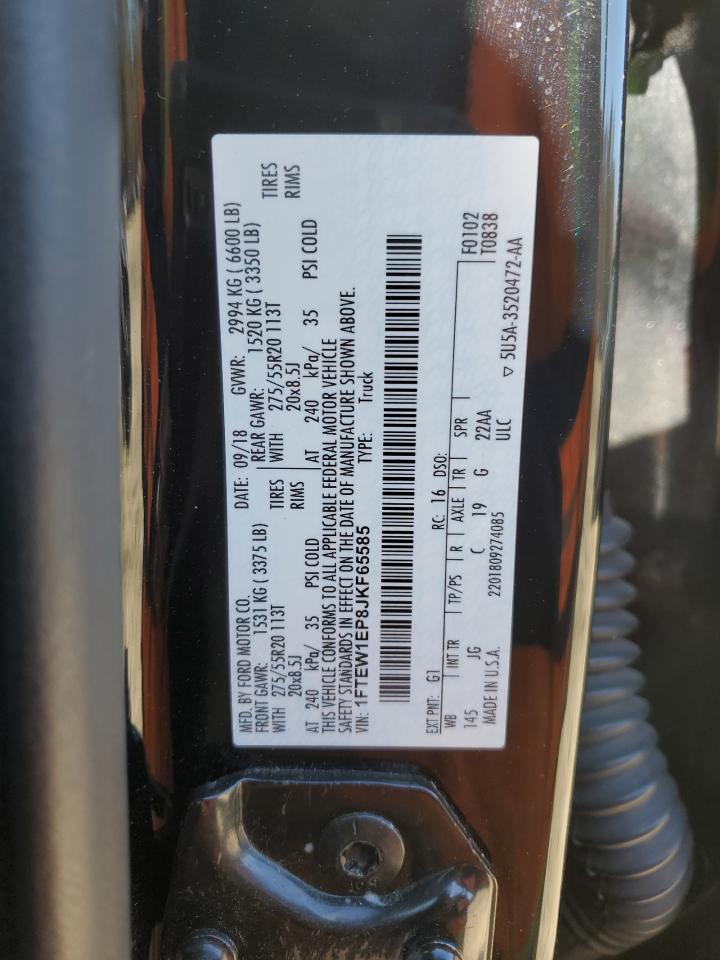 MFD. BY FORD MOTOR CO. DATE: 09/18 GVWR: 2994 KG ( 6600 LB)
FRONT GAWR: 1531 KG ( 3375 LB) REAR GAWR: 1520 KG ( 3350 LB)
WITH 275/55R20 113T TIRES WITH 275/55R20 113T TIRES
20x8.5J RIMS 20x8.5J RIMS
AT 240 kPa/ 35 PSI COLD AT 240 kPa/ 35 PSI COLD
THIS VEHICLE CONFORMS TO ALL APPLICABLE FEDERAL MOTOR VEHICLE
SAFETY STANDARDS IN EFFECT ON THE DATE OF MANUFACTURE SHOWN ABOVE.
VIN: 1FTEW1EP8JKF65585 TYPE: Truck
EXT PNT: G1 RC: 16 DSO: F0102
WB INT TR TP/PS R AXLE TR SPR T0838
145 JG C 19 G 22AA
MADE IN U.S.A. 2201809274085 ULC
▽ 5U5A-3520472-AA